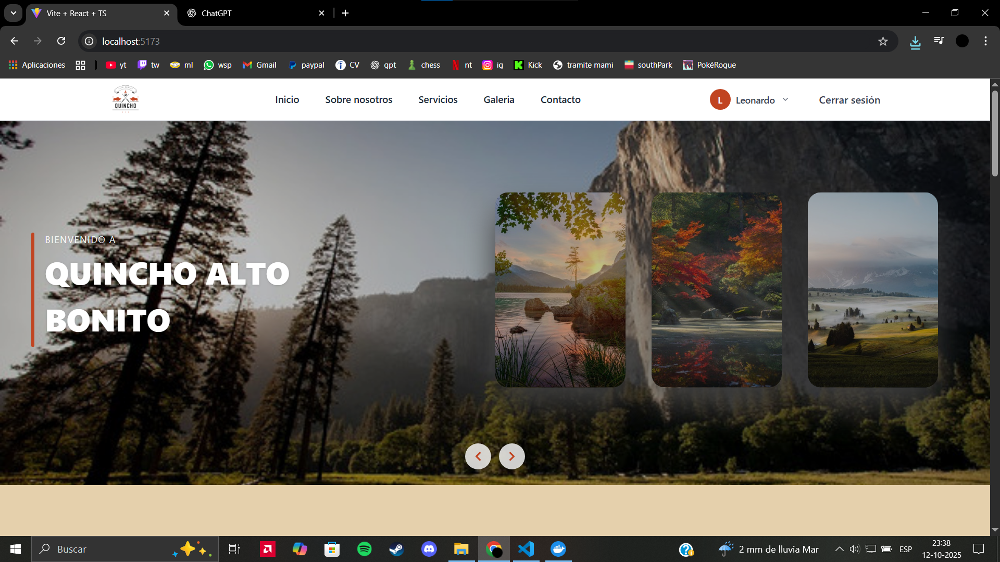 Vite + React + TS
ChatGPT
localhost:5173
Aplicaciones
yt
tw
ml
wsp
Gmail
paypal
CV
gpt
chess
nt
ig
Kick
tramite mami
southPark
PokéRogue
QUINCHO
Inicio
Sobre nosotros
Servicios
Galeria
Contacto
L
Leonardo
Cerrar sesión
BIENVENIDO A
QUINCHO ALTO
BONITO
Buscar
2 mm de lluvia Mar
ESP
23:38
12-10-2025